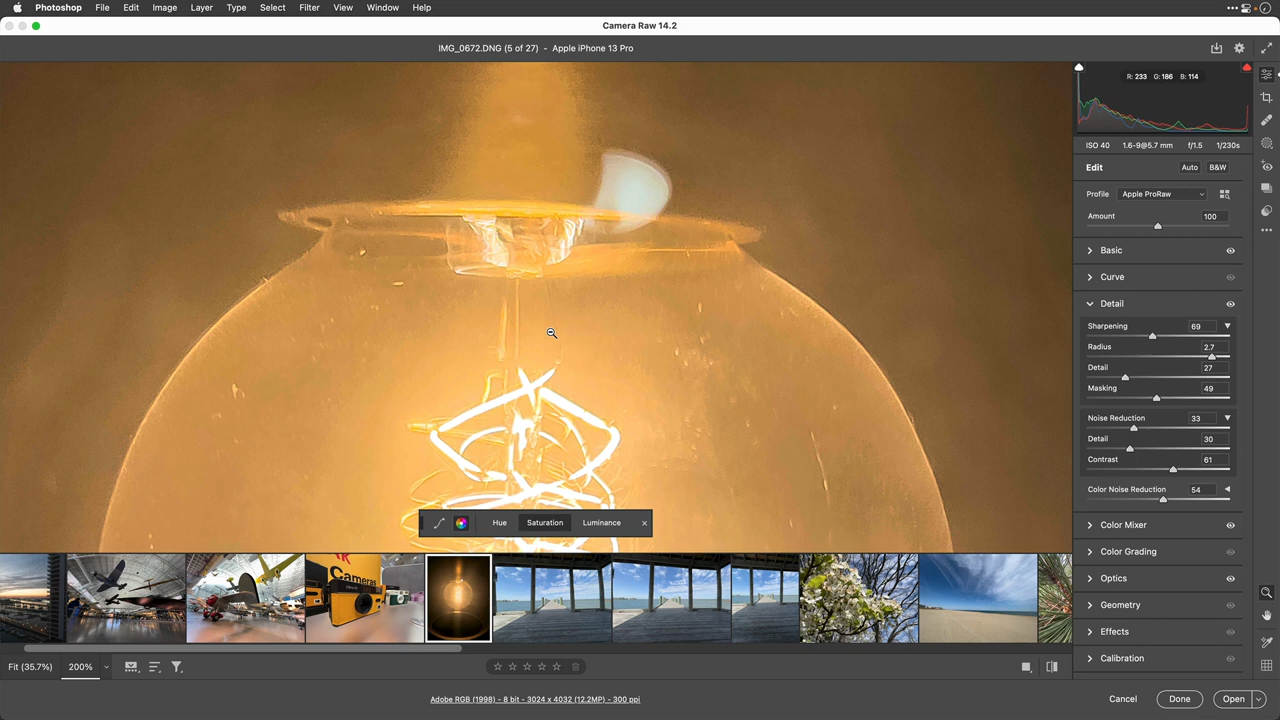 Photoshop File Edit Image Layer Type Select Filter View Window Help
Camera Raw 14.2
IMG_0672.DNG (5 of 27) - Apple iPhone 13 Pro
R: 233 G: 186 B: 114
ISO 40 1.6-9@5.7 mm f/1.5 1/230s
Edit Auto B&W
Profile Apple ProRaw
Amount 100
Basic
Curve
Detail
Sharpening 69
Radius 2.7
Detail 27
Masking 49
Noise Reduction 33
Detail 30
Contrast 61
Color Noise Reduction 54
Color Mixer
Color Grading
Optics
Geometry
Effects
Calibration
Hue Saturation Luminance
Cameras
Fit (35.7%) 200%
Adobe RGB (1998) - 8 bit - 3024 x 4032 (12.2MP) - 300 ppi
Cancel Done Open